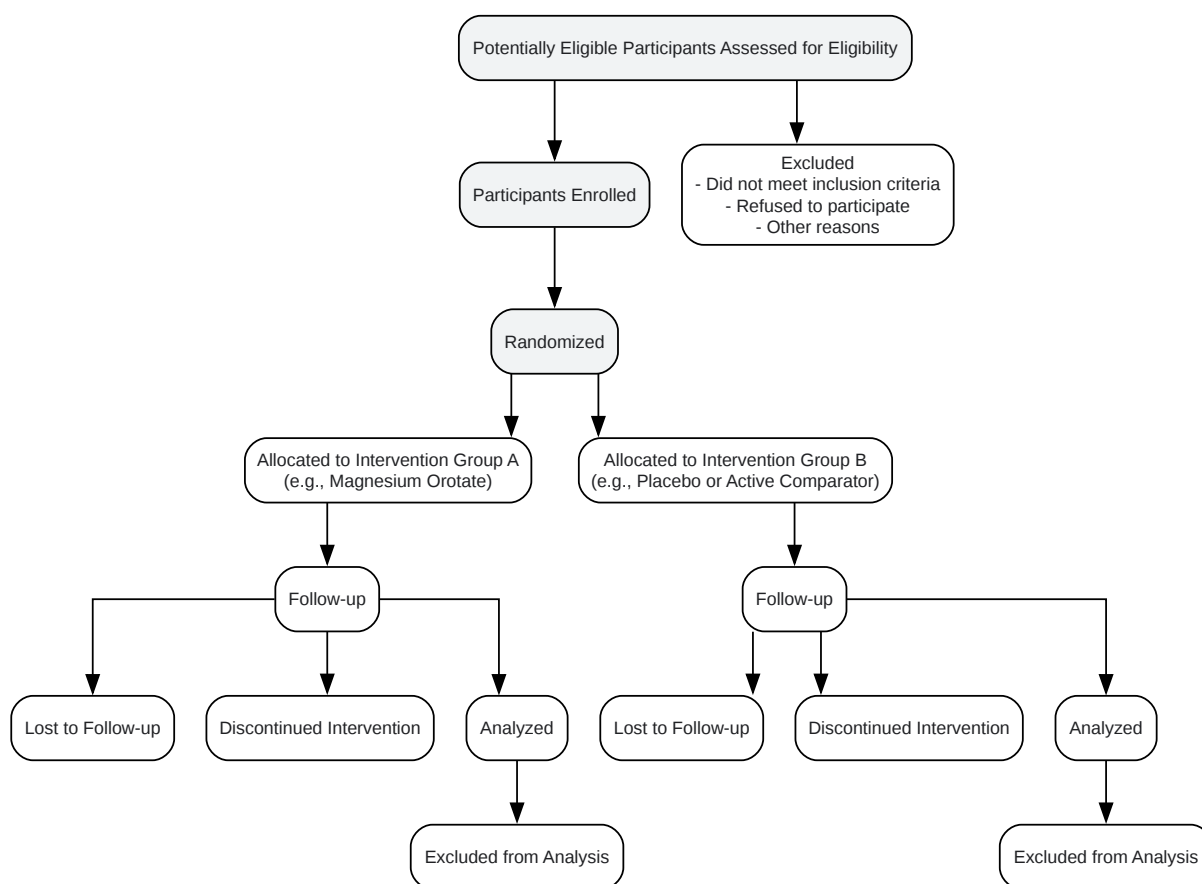 Potentially Eligible Participants Assessed for Eligibility
Excluded
- Did not meet inclusion criteria
- Refused to participate
- Other reasons
Participants Enrolled
Randomized
Allocated to Intervention Group A
(e.g., Magnesium Orotate)
Allocated to Intervention Group B
(e.g., Placebo or Active Comparator)
Follow-up
Follow-up
Lost to Follow-up
Discontinued Intervention
Analyzed
Lost to Follow-up
Discontinued Intervention
Analyzed
Excluded from Analysis
Excluded from Analysis